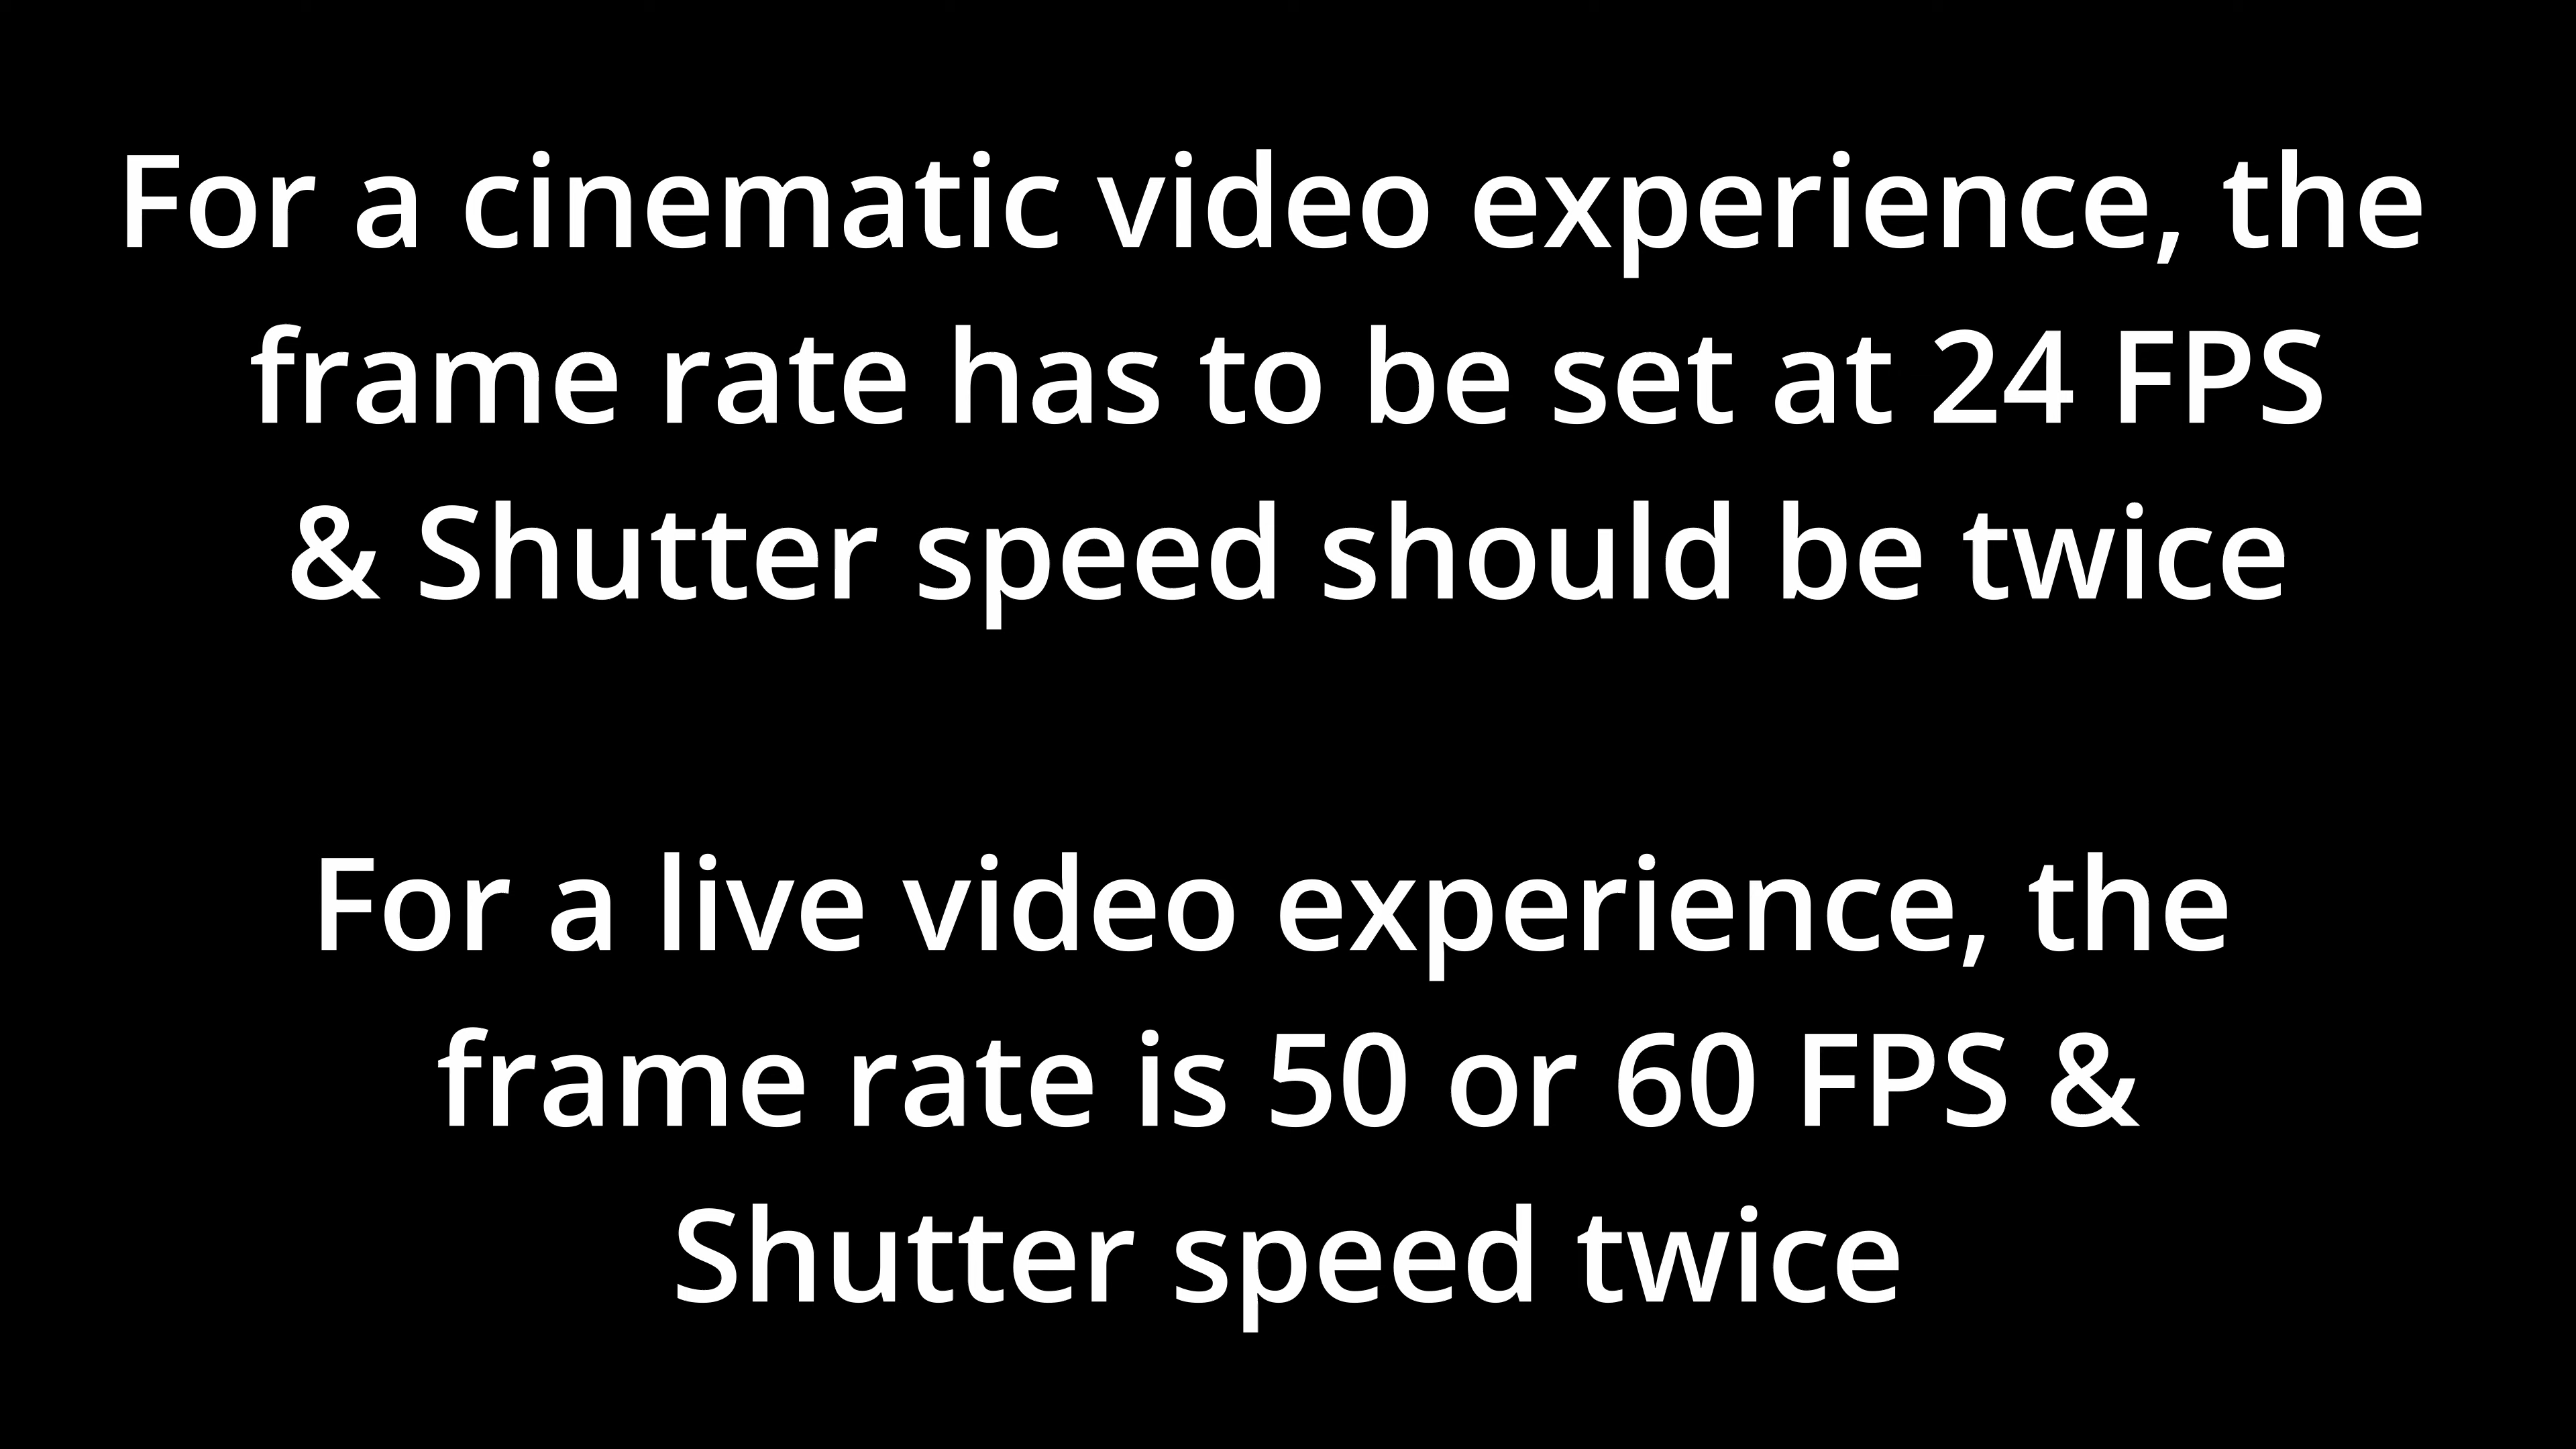 For a cinematic video experience, the
frame rate has to be set at 24 FPS
& Shutter speed should be twice
For a live video experience, the
frame rate is 50 or 60 FPS &
Shutter speed twice